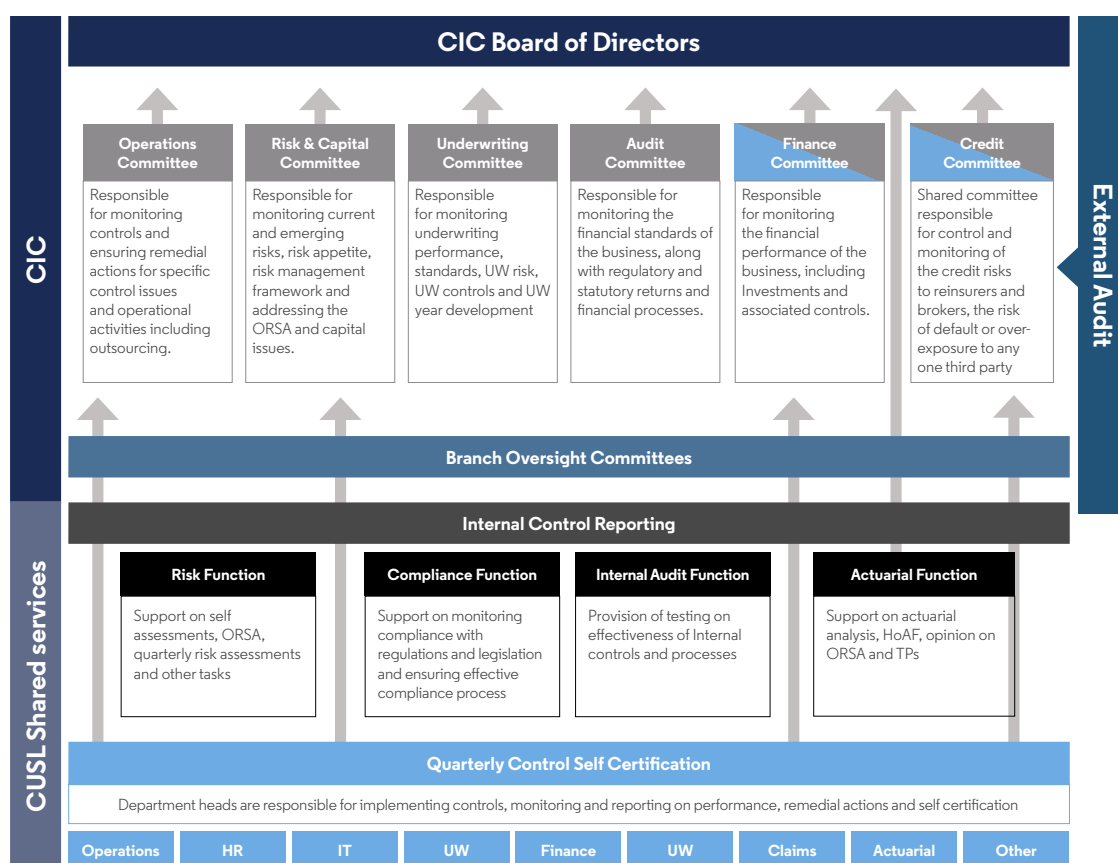 CIC Board of Directors
CIC
External Audit
Operations
Committee
Responsible
for monitoring
controls and
ensuring remedial
actions for specific
control issues
and operational
activities including
outsourcing.
Risk & Capital
Committee
Responsible for
monitoring current
and emerging
risks, risk appetite,
risk management
framework and
addressing the
ORSA and capital
issues.
Underwriting
Committee
Responsible
for monitoring
underwriting
performance,
standards, UW risk,
UW controls and UW
year development
Audit
Committee
Responsible for
monitoring the
financial standards of
the business, along
with regulatory and
statutory returns and
financial processes.
Finance
Committee
Responsible
for monitoring
the financial
performance of the
business, including
Investments and
associated controls.
Credit
Committee
Shared committee
responsible
for control and
monitoring of
the credit risks
to reinsurers and
brokers, the risk
of default or over-
exposure to any
one third party
Branch Oversight Committees
CUSL Shared services
Internal Control Reporting
Risk Function
Support on self
assessments, ORSA,
quarterly risk assessments
and other tasks
Compliance Function
Support on monitoring
compliance with
regulations and legislation
and ensuring effective
compliance process
Internal Audit Function
Provision of testing on
effectiveness of Internal
controls and processes
Actuarial Function
Support on actuarial
analysis, HoAF, opinion on
ORSA and TPs
Quarterly Control Self Certification
Department heads are responsible for implementing controls, monitoring and reporting on performance, remedial actions and self certification
Operations
HR
IT
UW
Finance
UW
Claims
Actuarial
Other